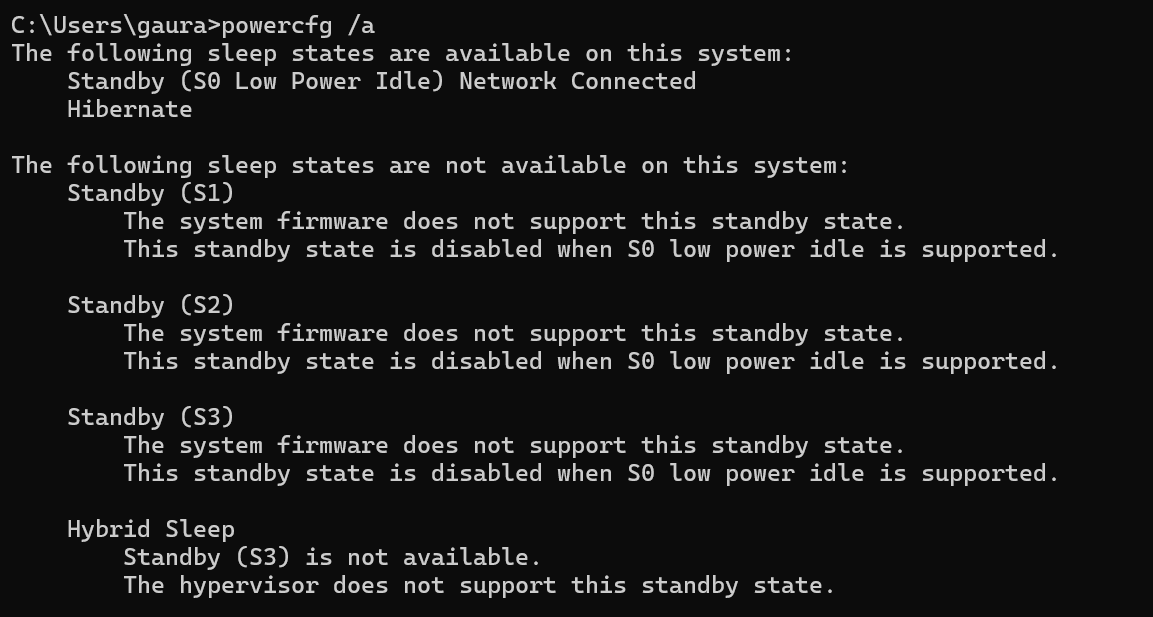 C:\Users\gaura>powercfg /a
The following sleep states are available on this system:
    Standby (S0 Low Power Idle) Network Connected
    Hibernate

The following sleep states are not available on this system:
    Standby (S1)
        The system firmware does not support this standby state.
        This standby state is disabled when S0 low power idle is supported.

    Standby (S2)
        The system firmware does not support this standby state.
        This standby state is disabled when S0 low power idle is supported.

    Standby (S3)
        The system firmware does not support this standby state.
        This standby state is disabled when S0 low power idle is supported.

    Hybrid Sleep
        Standby (S3) is not available.
        The hypervisor does not support this standby state.